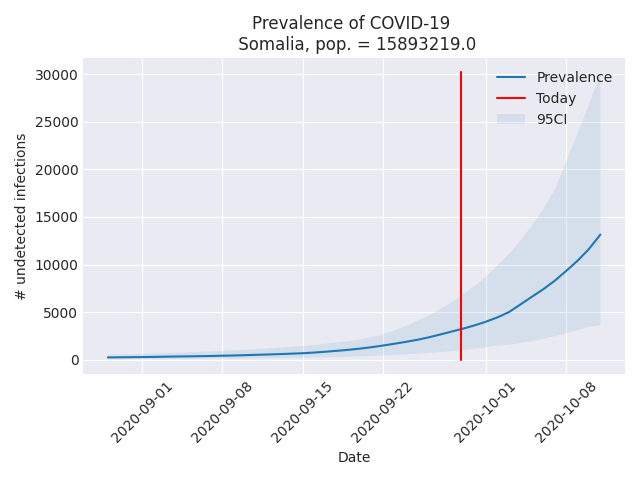 Prevalence of COVID-19
Somalia, pop. = 15893219.0
30000
25000
20000
15000
10000
5000
0
# undetected infections
Prevalence
Today
95CI
2020-09-01
2020-09-08
2020-09-15
2020-09-22
2020-10-01
2020-10-08
Date